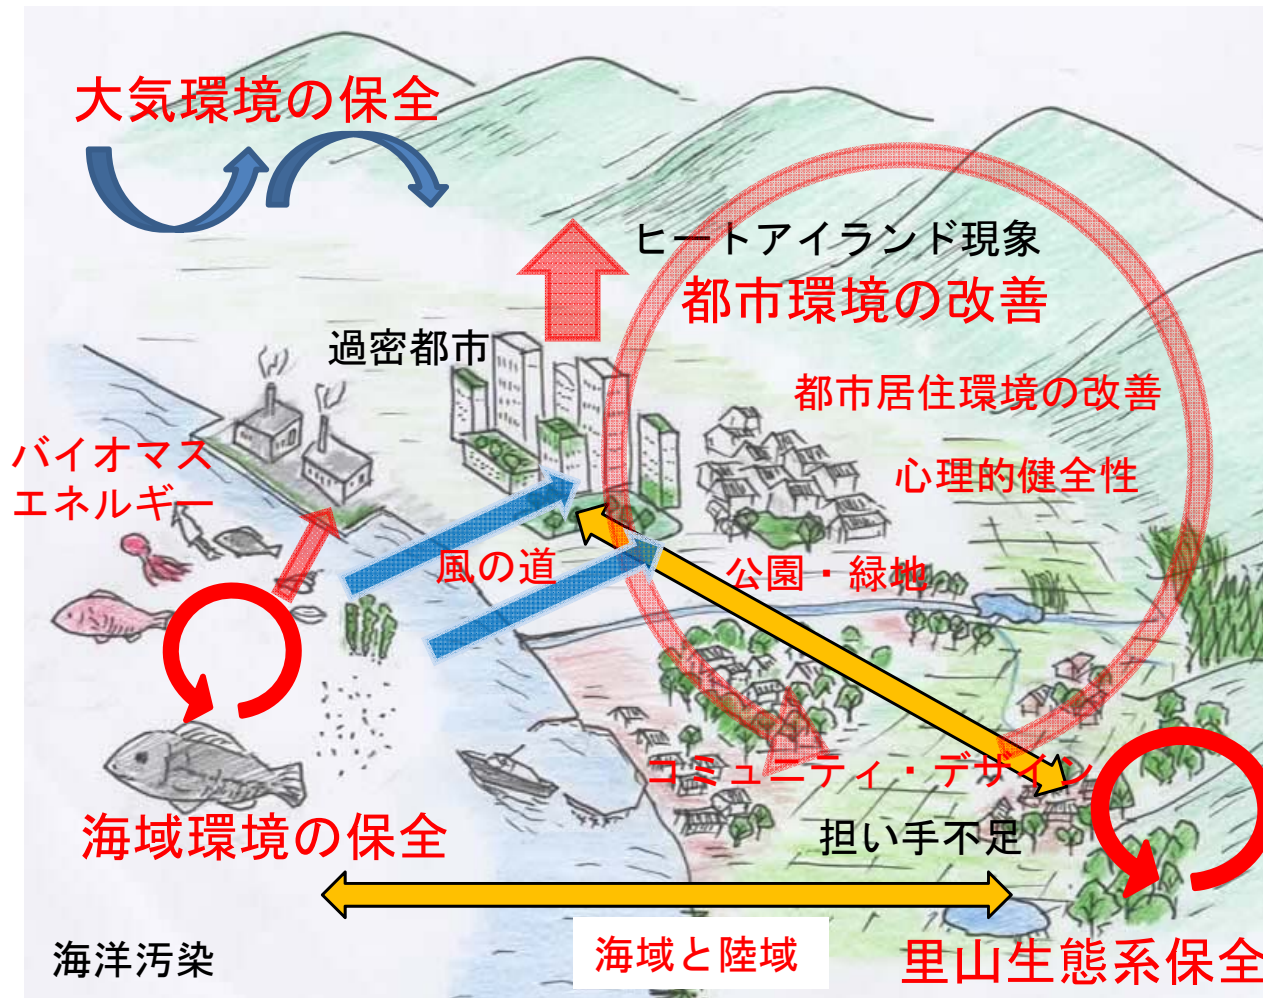 大気環境の保全
ヒートアイランド現象
都市環境の改善
過密都市
都市居住環境の改善
バイオマス
エネルギー
心理的健全性
風の道
公園・緑地
コミュニティ・デザイン
海域環境の保全
担い手不足
海洋汚染
海域と陸域
里山生態系保全